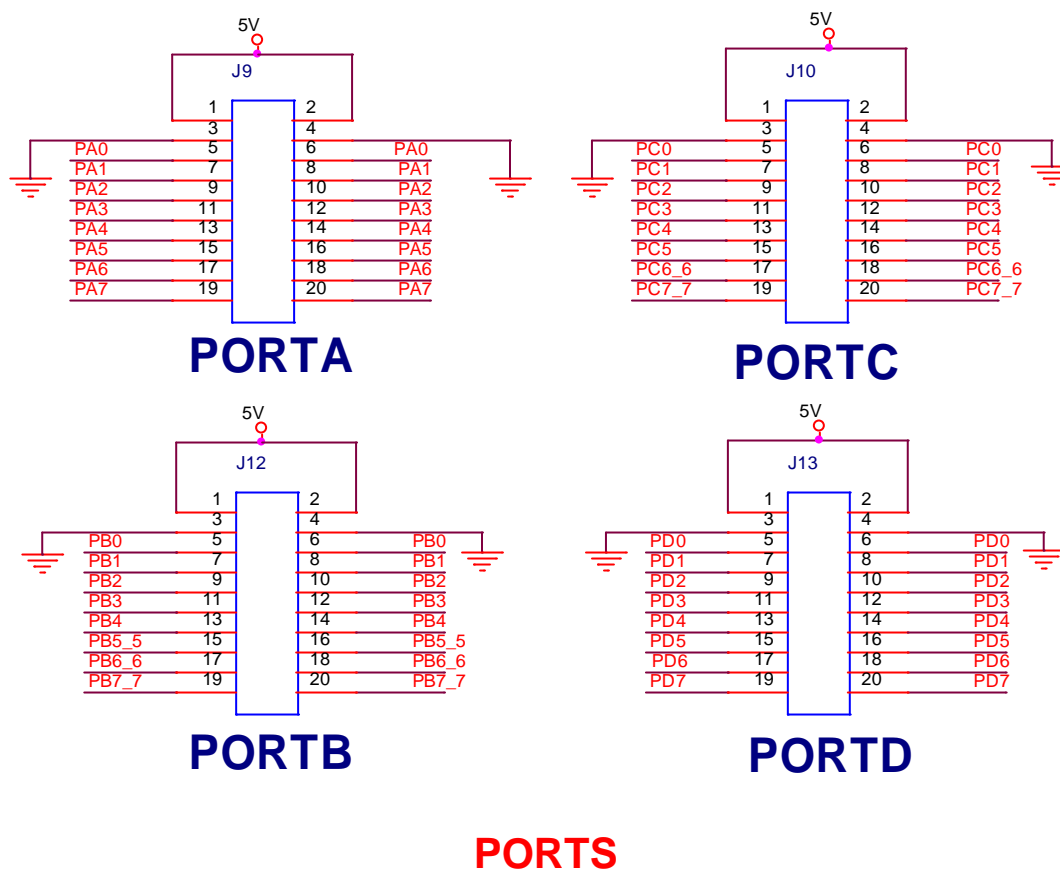 5V
J9
1 2
3 4
PA0 5 6 PA0
PA1 7 8 PA1
PA2 9 10 PA2
PA3 11 12 PA3
PA4 13 14 PA4
PA5 15 16 PA5
PA6 17 18 PA6
PA7 19 20 PA7
PORTA
5V
J10
1 2
3 4
PC0 5 6 PC0
PC1 7 8 PC1
PC2 9 10 PC2
PC3 11 12 PC3
PC4 13 14 PC4
PC5 15 16 PC5
PC6_6 17 18 PC6_6
PC7_7 19 20 PC7_7
PORTC
5V
J12
1 2
3 4
PB0 5 6 PB0
PB1 7 8 PB1
PB2 9 10 PB2
PB3 11 12 PB3
PB4 13 14 PB4
PB5_5 15 16 PB5_5
PB6_6 17 18 PB6_6
PB7_7 19 20 PB7_7
PORTB
5V
J13
1 2
3 4
PD0 5 6 PD0
PD1 7 8 PD1
PD2 9 10 PD2
PD3 11 12 PD3
PD4 13 14 PD4
PD5 15 16 PD5
PD6 17 18 PD6
PD7 19 20 PD7
PORTD
PORTS